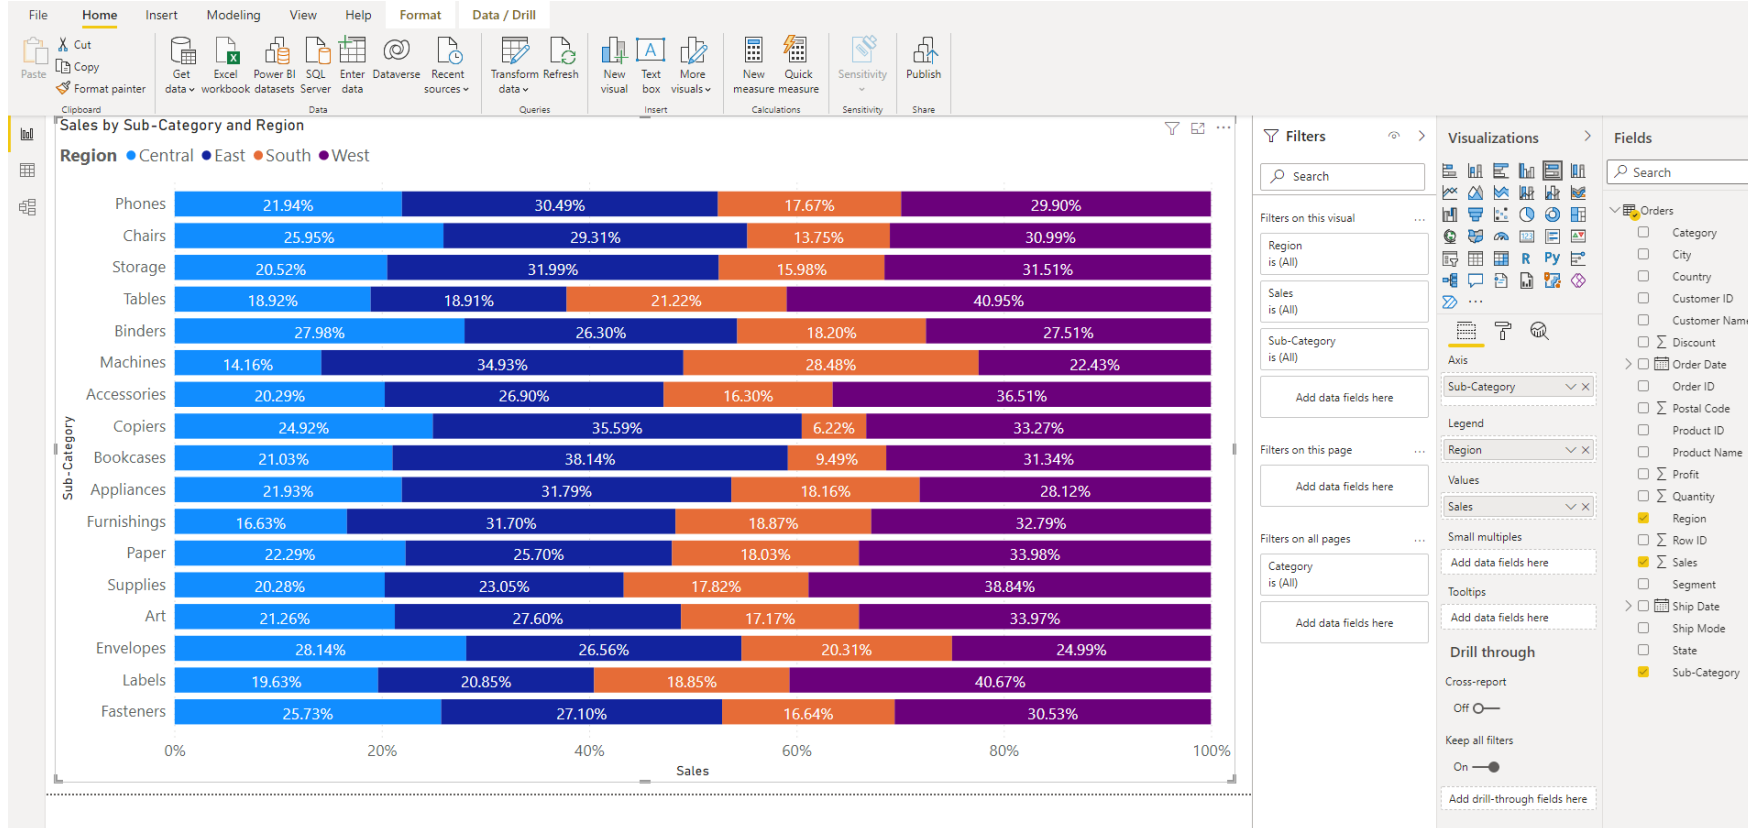 File Home Insert Modeling View Help Format Data / Drill
Paste
Cut
Copy
Format painter
Clipboard
Get data
Excel workbook
Power BI datasets
SQL Server
Enter data
Dataverse
Recent sources
Data
Transform data
Refresh
Queries
New visual
Text box
More visuals
Insert
New measure
Quick measure
Calculations
Sensitivity
Sensitivity
Publish
Share
Sales by Sub-Category and Region
Region Central East South West
Sub-Category
Phones 21.94% 30.49% 17.67% 29.90%
Chairs 25.95% 29.31% 13.75% 30.99%
Storage 20.52% 31.99% 15.98% 31.51%
Tables 18.92% 18.91% 21.22% 40.95%
Binders 27.98% 26.30% 18.20% 27.51%
Machines 14.16% 34.93% 28.48% 22.43%
Accessories 20.29% 26.90% 16.30% 36.51%
Copiers 24.92% 35.59% 6.22% 33.27%
Bookcases 21.03% 38.14% 9.49% 31.34%
Appliances 21.93% 31.79% 18.16% 28.12%
Furnishings 16.63% 31.70% 18.87% 32.79%
Paper 22.29% 25.70% 18.03% 33.98%
Supplies 20.28% 23.05% 17.82% 38.84%
Art 21.26% 27.60% 17.17% 33.97%
Envelopes 28.14% 26.56% 20.31% 24.99%
Labels 19.63% 20.85% 18.85% 40.67%
Fasteners 25.73% 27.10% 16.64% 30.53%
0% 20% 40% 60% 80% 100%
Sales
Filters
Search
Filters on this visual ...
Region
is (All)
Sales
is (All)
Sub-Category
is (All)
Add data fields here
Filters on this page ...
Add data fields here
Filters on all pages ...
Category
is (All)
Add data fields here
Visualizations
R Py
Axis
Sub-Category
Legend
Region
Values
Sales
Small multiples
Add data fields here
Tooltips
Add data fields here
Drill through
Cross-report
Off
Keep all filters
On
Add drill-through fields here
Fields
Search
Orders
Category
City
Country
Customer ID
Customer Name
∑ Discount
Order Date
Order ID
∑ Postal Code
Product ID
Product Name
∑ Profit
∑ Quantity
Region
∑ Row ID
∑ Sales
Segment
Ship Date
Ship Mode
State
Sub-Category